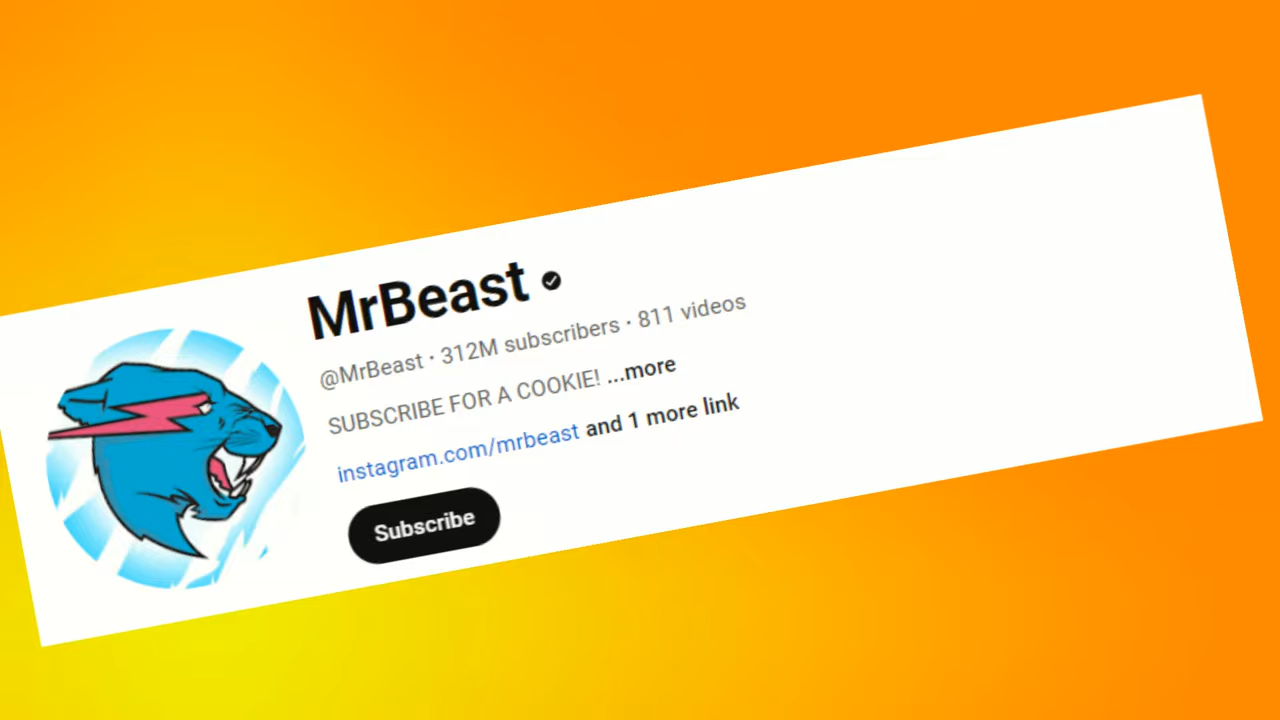 MrBeast
@MrBeast · 312M subscribers · 811 videos
SUBSCRIBE FOR A COOKIE! ...more
instagram.com/mrbeast and 1 more link
Subscribe